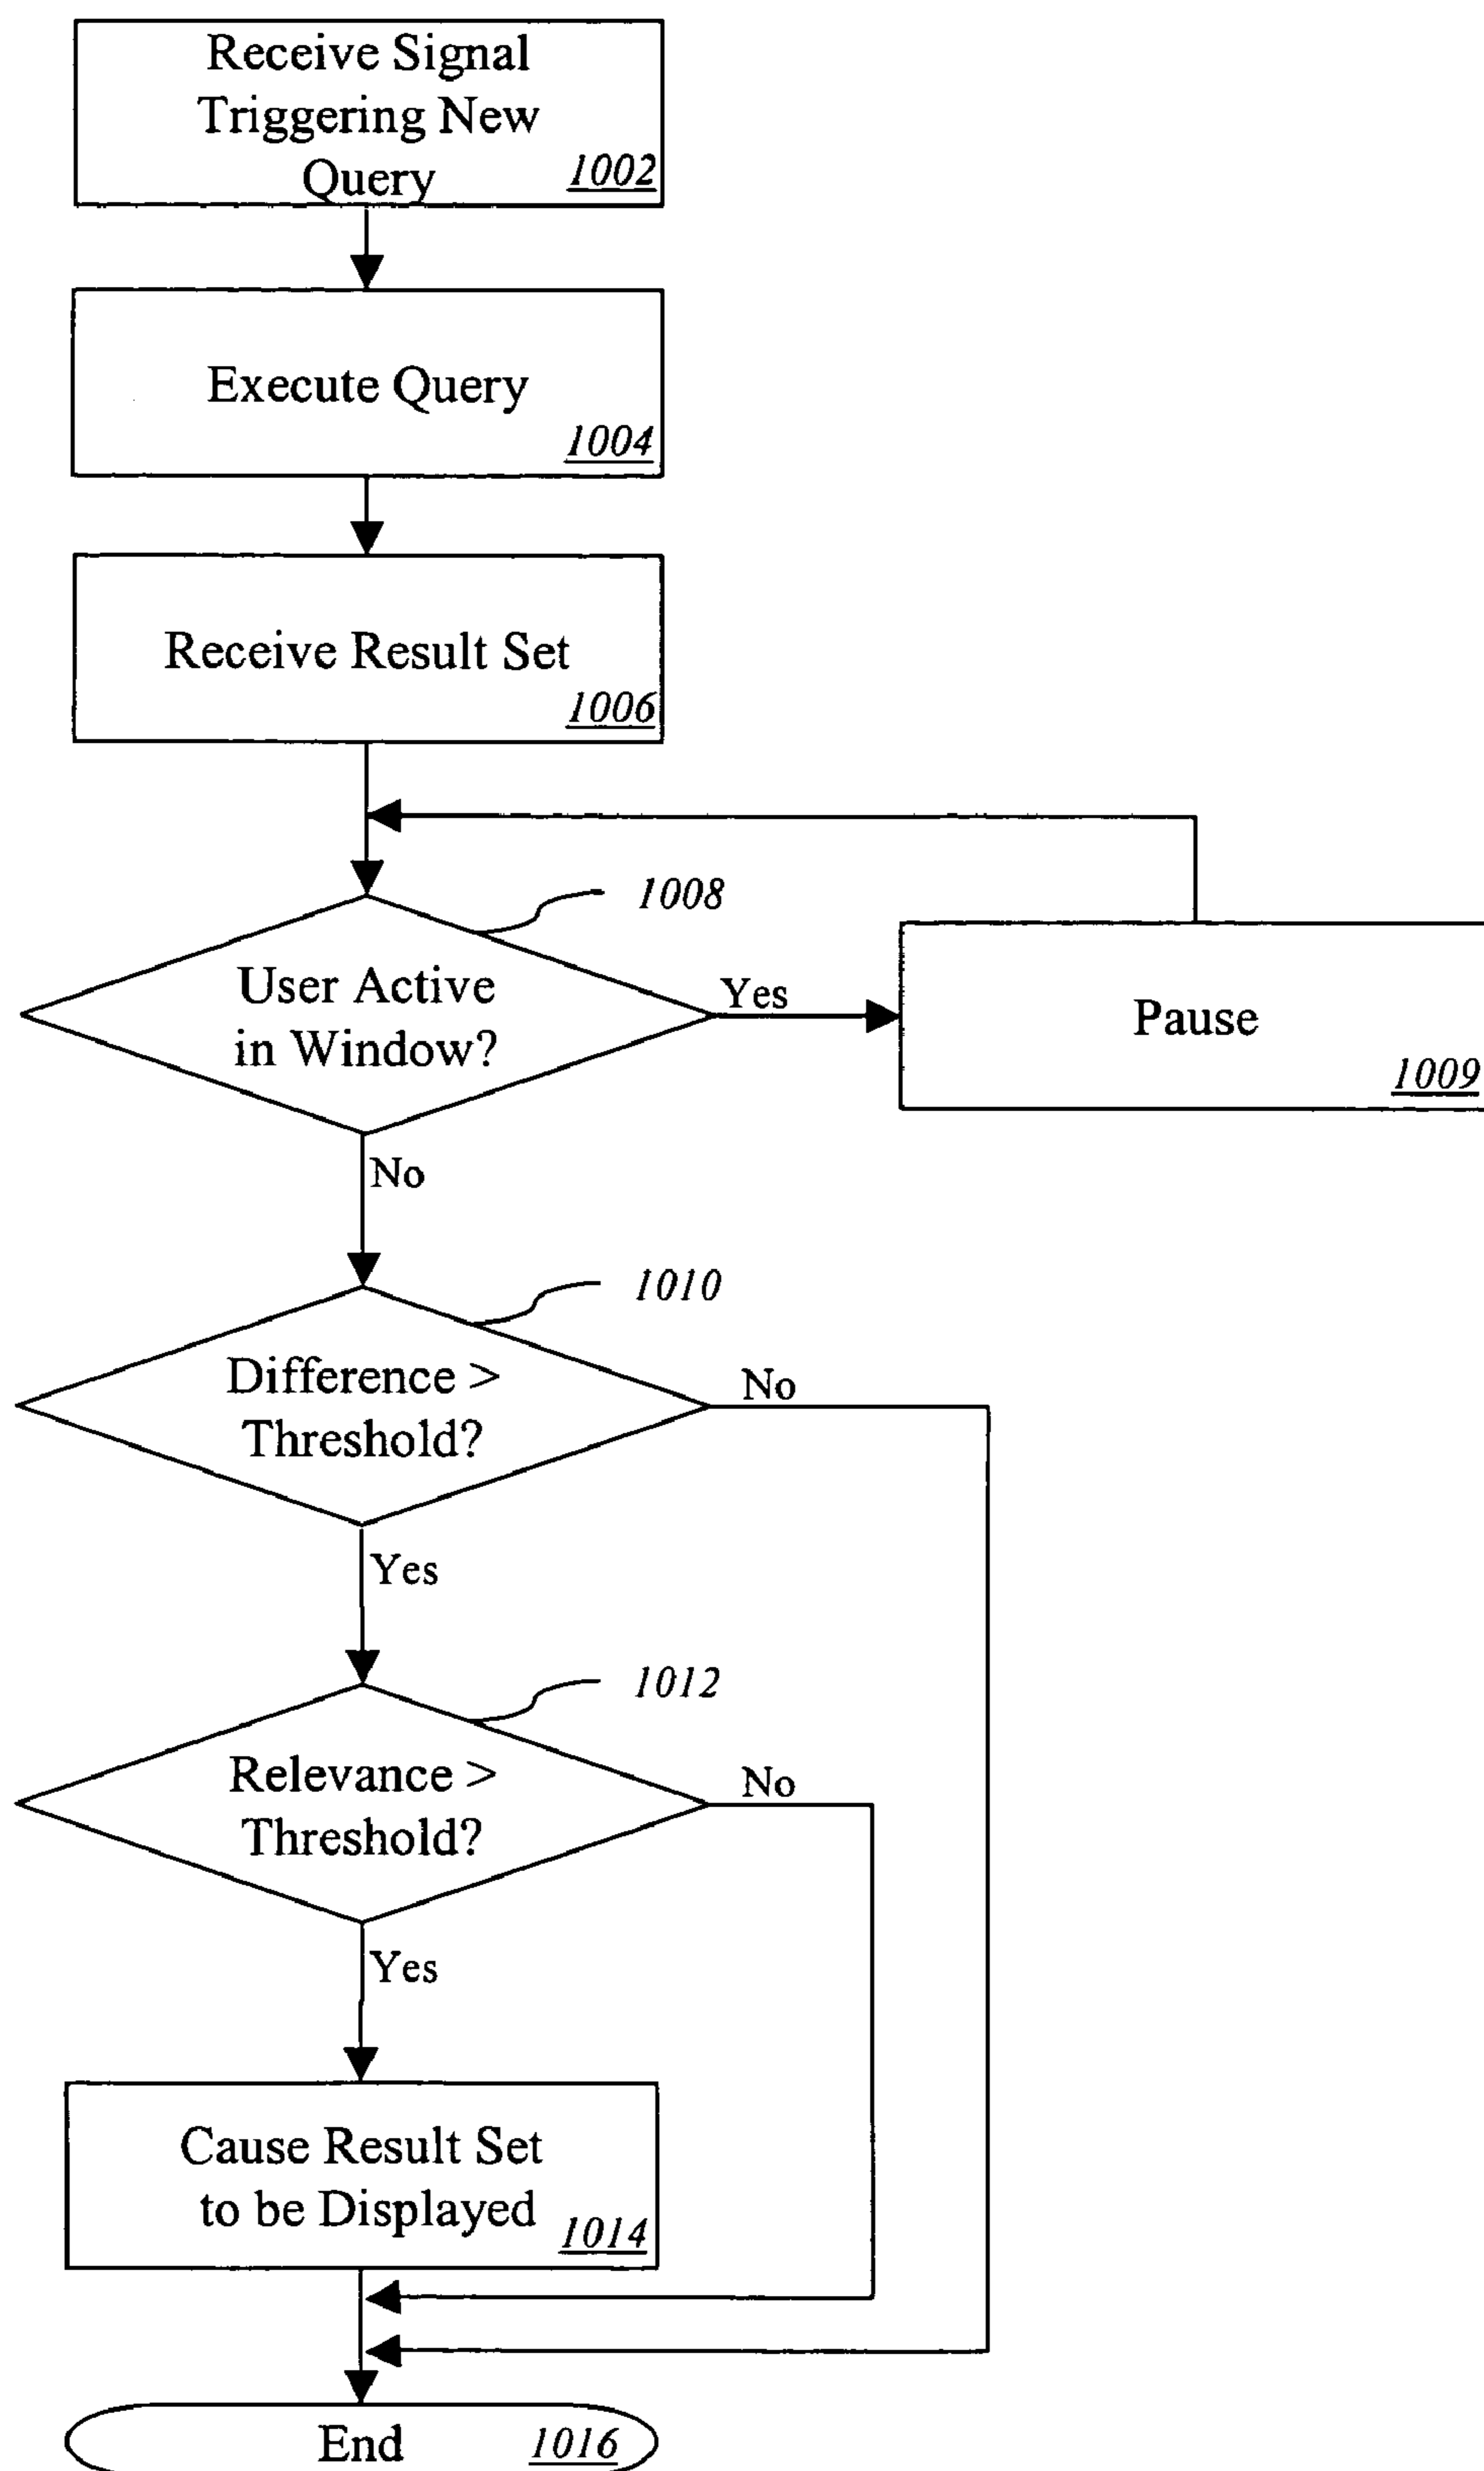 Receive Signal
Triggering New
Query
1002
Execute Query
1004
Receive Result Set
1006
1008
User Active
in Window?
Yes
Pause
1009
No
1010
Difference >
Threshold?
No
Yes
1012
Relevance >
Threshold?
No
Yes
Cause Result Set
to be Displayed
1014
End
1016